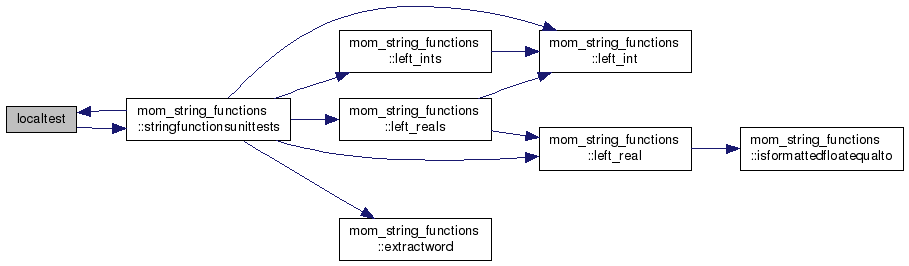 localtest
mom_string_functions
::stringfunctionsunittests
mom_string_functions
::left_ints
mom_string_functions
::left_reals
mom_string_functions
::extractword
mom_string_functions
::left_int
mom_string_functions
::left_real
mom_string_functions
::isformattedfloatequalto